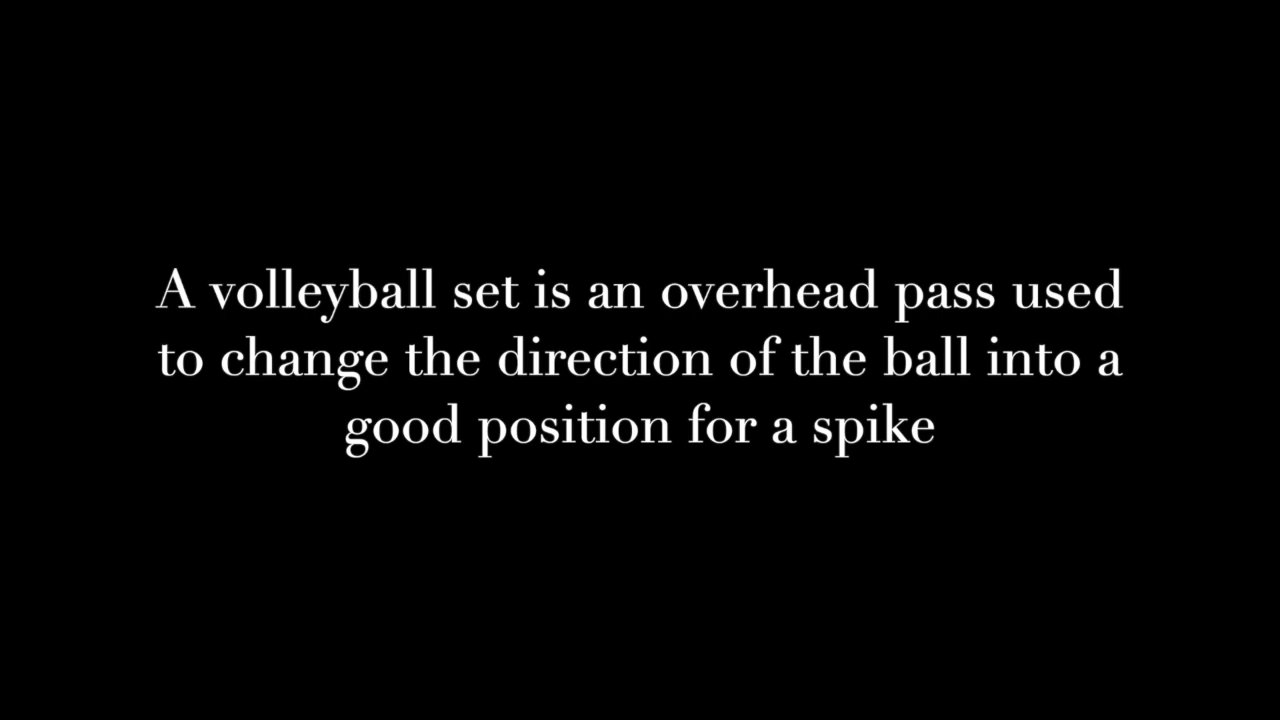 A volleyball set is an overhead pass used
to change the direction of the ball into a
good position for a spike